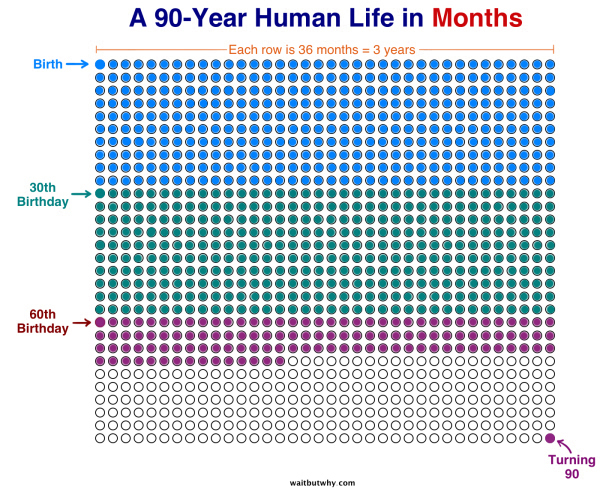 A 90-Year Human Life in Months
Each row is 36 months = 3 years
Birth
30th
Birthday
60th
Birthday
Turning
90
waitbutwhy.com